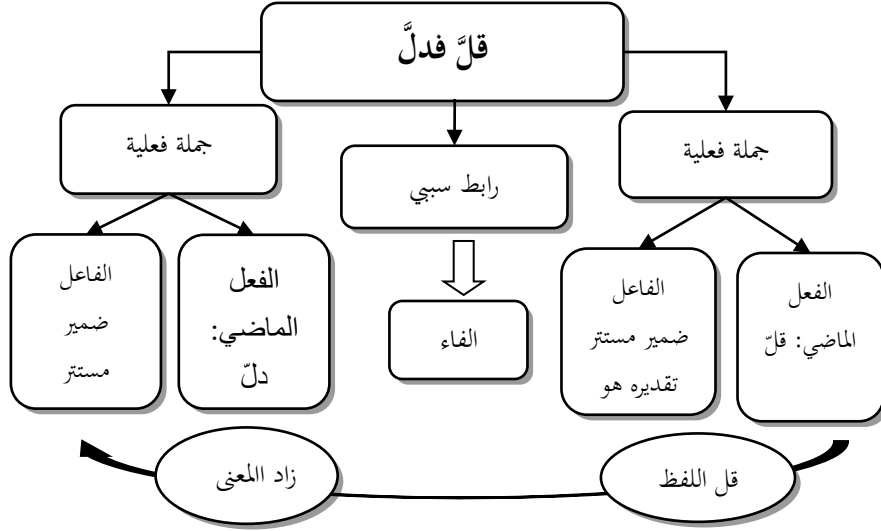 قلَّ فدلَّ
جملة فعلية
رابط سببي
جملة فعلية
الفعل
الماضي: قلّ
الفاعل
ضمير مستتر
تقديره هو
الفاء
الفعل
الماضي:
دلّ
الفاعل
ضمير
مستتر
قل اللفظ
زاد االمعنى